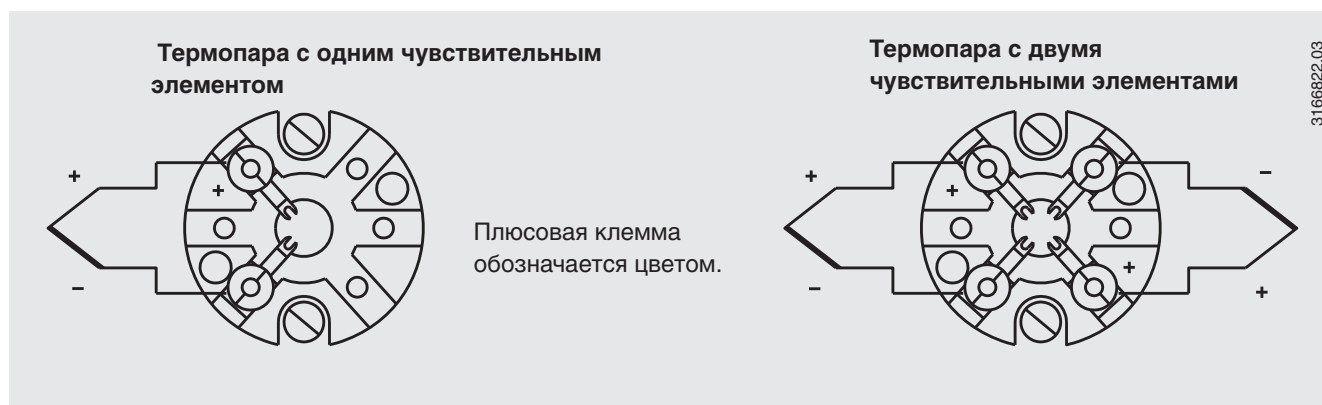 Термопара с одним чувствительным
элементом
Термопара с двумя
чувствительными элементами
3166822.03
+
+
−
Плюсовая клемма
обозначается цветом.
+
+
−
−
+
+